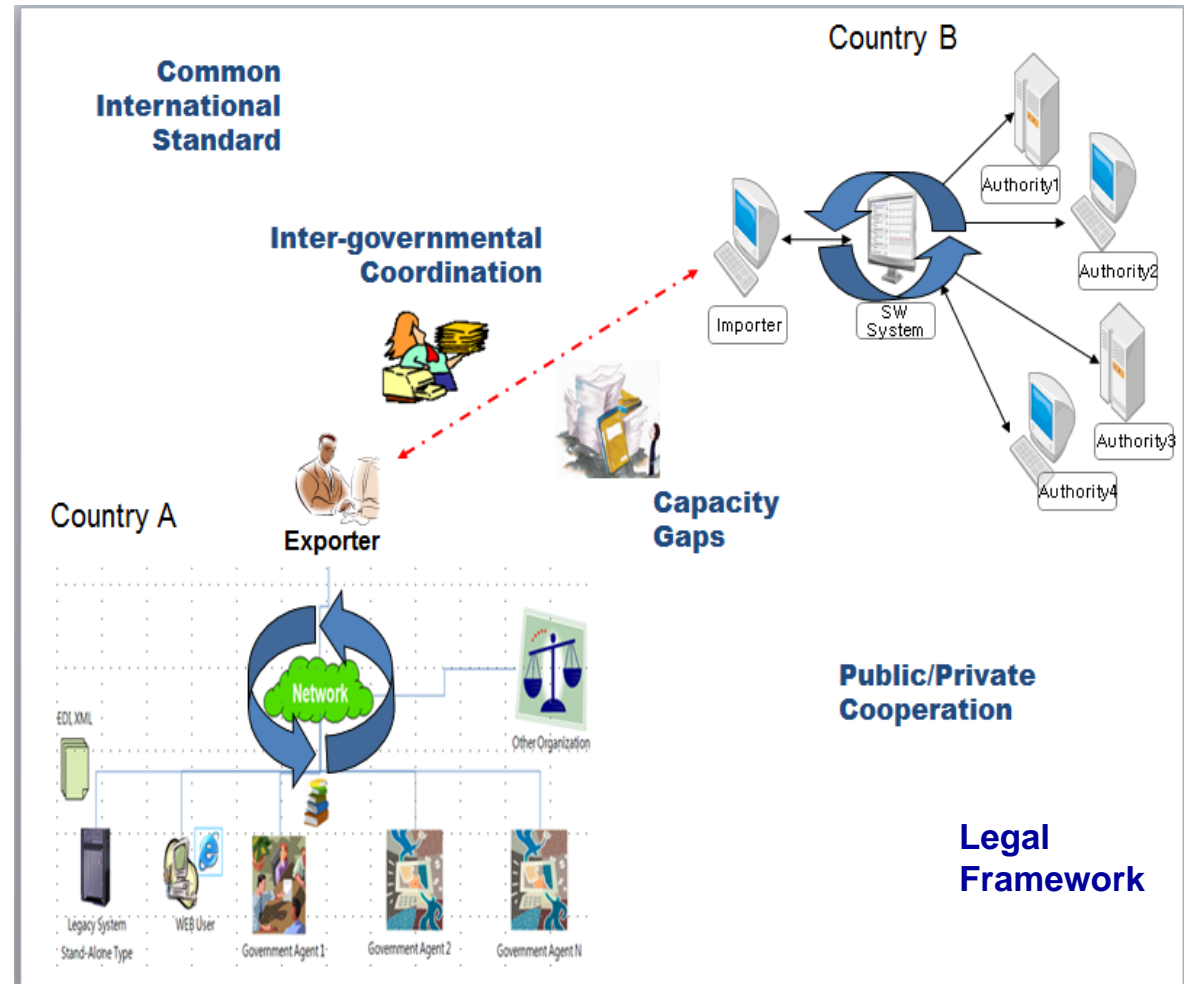 Country B
Common
International
Standard
Authority1
Authority2
Inter-governmental
Coordination
Importer
SW
System
Authority3
Authority4
Capacity
Gaps
Country A
Exporter
Network
EDI, XML
Other Organization
Public/Private
Cooperation
Legal
Framework
Legacy System
Stand-Alone Type
WEB User
Government Agent 1
Government Agent 2
Government Agent N